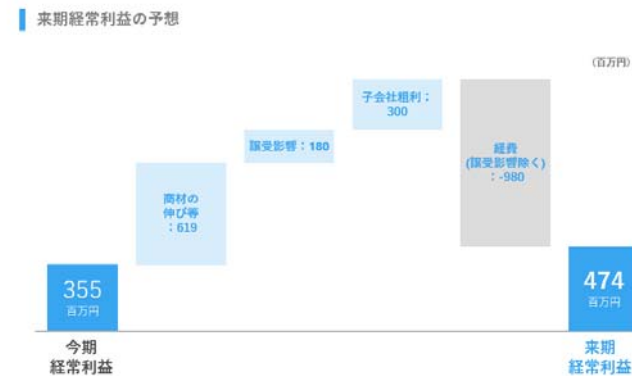 来期経常利益の予想
(百万円)
子会社粗利：
300
譲受影響：180
経費
(譲受影響除く)
：-980
商材の
伸び等
：619
355
百万円
474
百万円
今期
経常利益
来期
経常利益